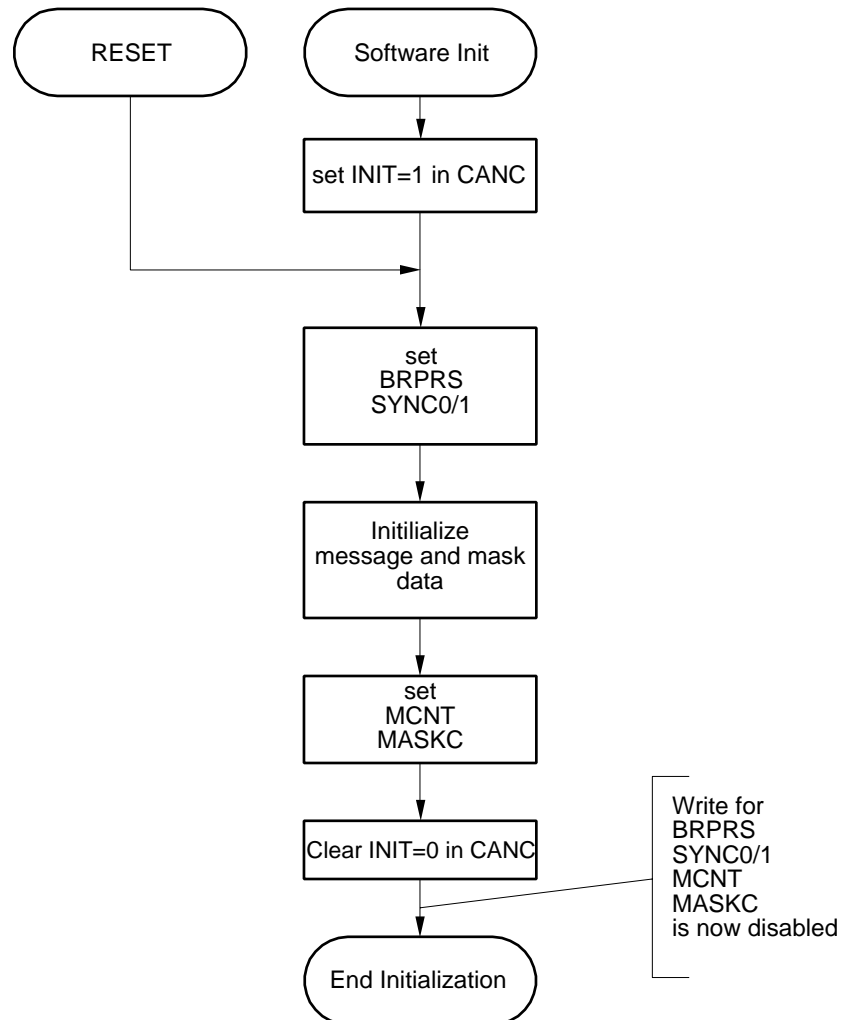 RESET
Software Init
set INIT=1 in CANC
set
BRPRS
SYNC0/1
Initilialize
message and mask
data
set
MCNT
MASKC
Clear INIT=0 in CANC
Write for
BRPRS
SYNC0/1
MCNT
MASKC
is now disabled
End Initialization